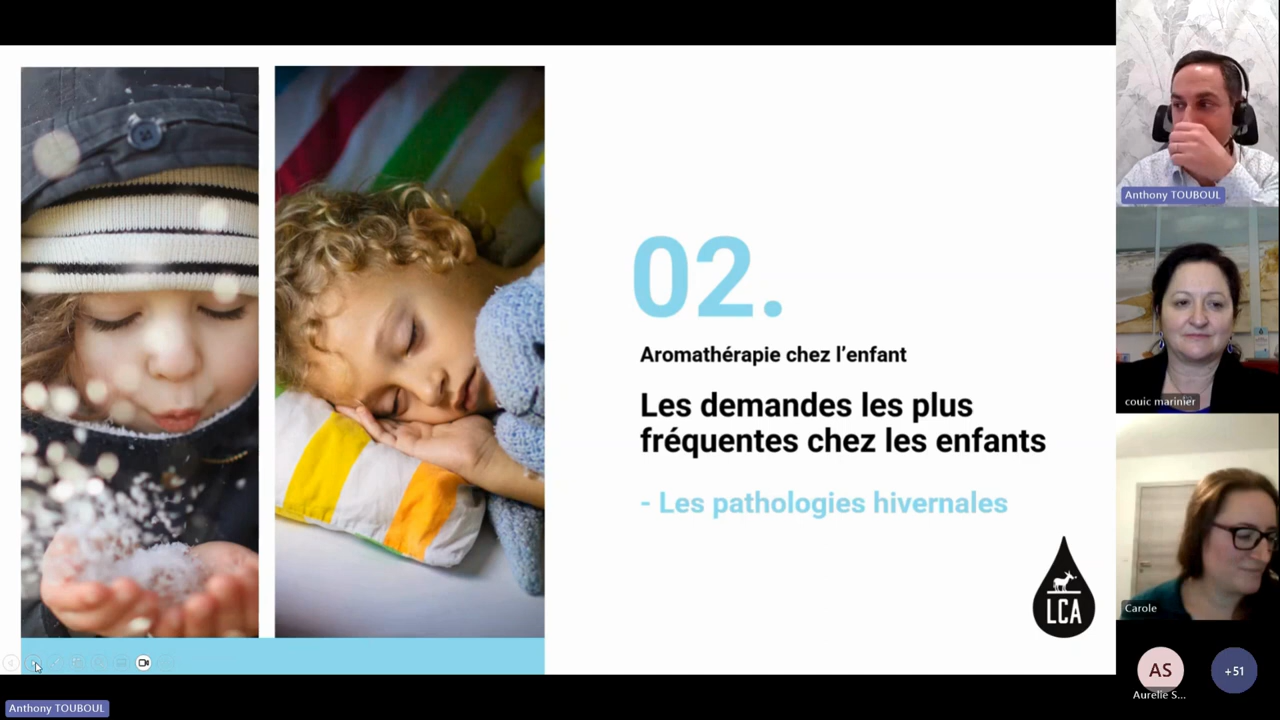 02.
Aromathérapie chez l’enfant
Les demandes les plus
fréquentes chez les enfants
- Les pathologies hivernales
LCA
Anthony TOUBOUL
Anthony TOUBOUL
couic marinier
Carole
AS
Aurelie S...
+51